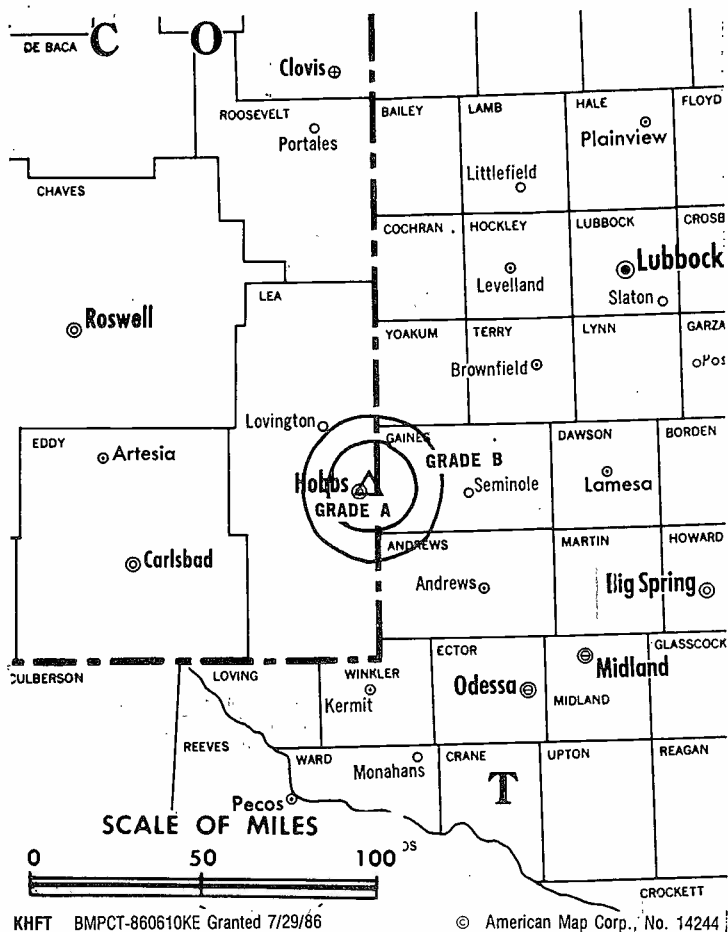 DE BACA
C O
Clovis
ROOSEVELT
Portales
BAILEY
LAMB
HALE
FLOYD
Plainview
Littlefield
CHAVES
COCHRAN
HOCKLEY
LUBBOCK
CROSB
Lubbock
Levelland
Slaton
LEA
Roswell
YOAKUM
TERRY
LYNN
GARZA
Brownfield
Pos
Lovington
EDDY
Artesia
GAINES
DAWSON
BORDEN
GRADE B
Hobbs
Seminole
Lamesa
GRADE A
ANDREWS
MARTIN
HOWARD
Carlsbad
Andrews
Big Spring
ECTOR
GLASSCOCK
CULBERSON
LOVING
WINKLER
Midland
Kermit
Odessa
MIDLAND
REEVES
WARD
CRANE
UPTON
REAGAN
Monahans
T
Pecos
SCALE OF MILES
0 50 100
OS
CROCKETT
KHFT BMPCT-860610KE Granted 7/29/86
© American Map Corp., No. 14244